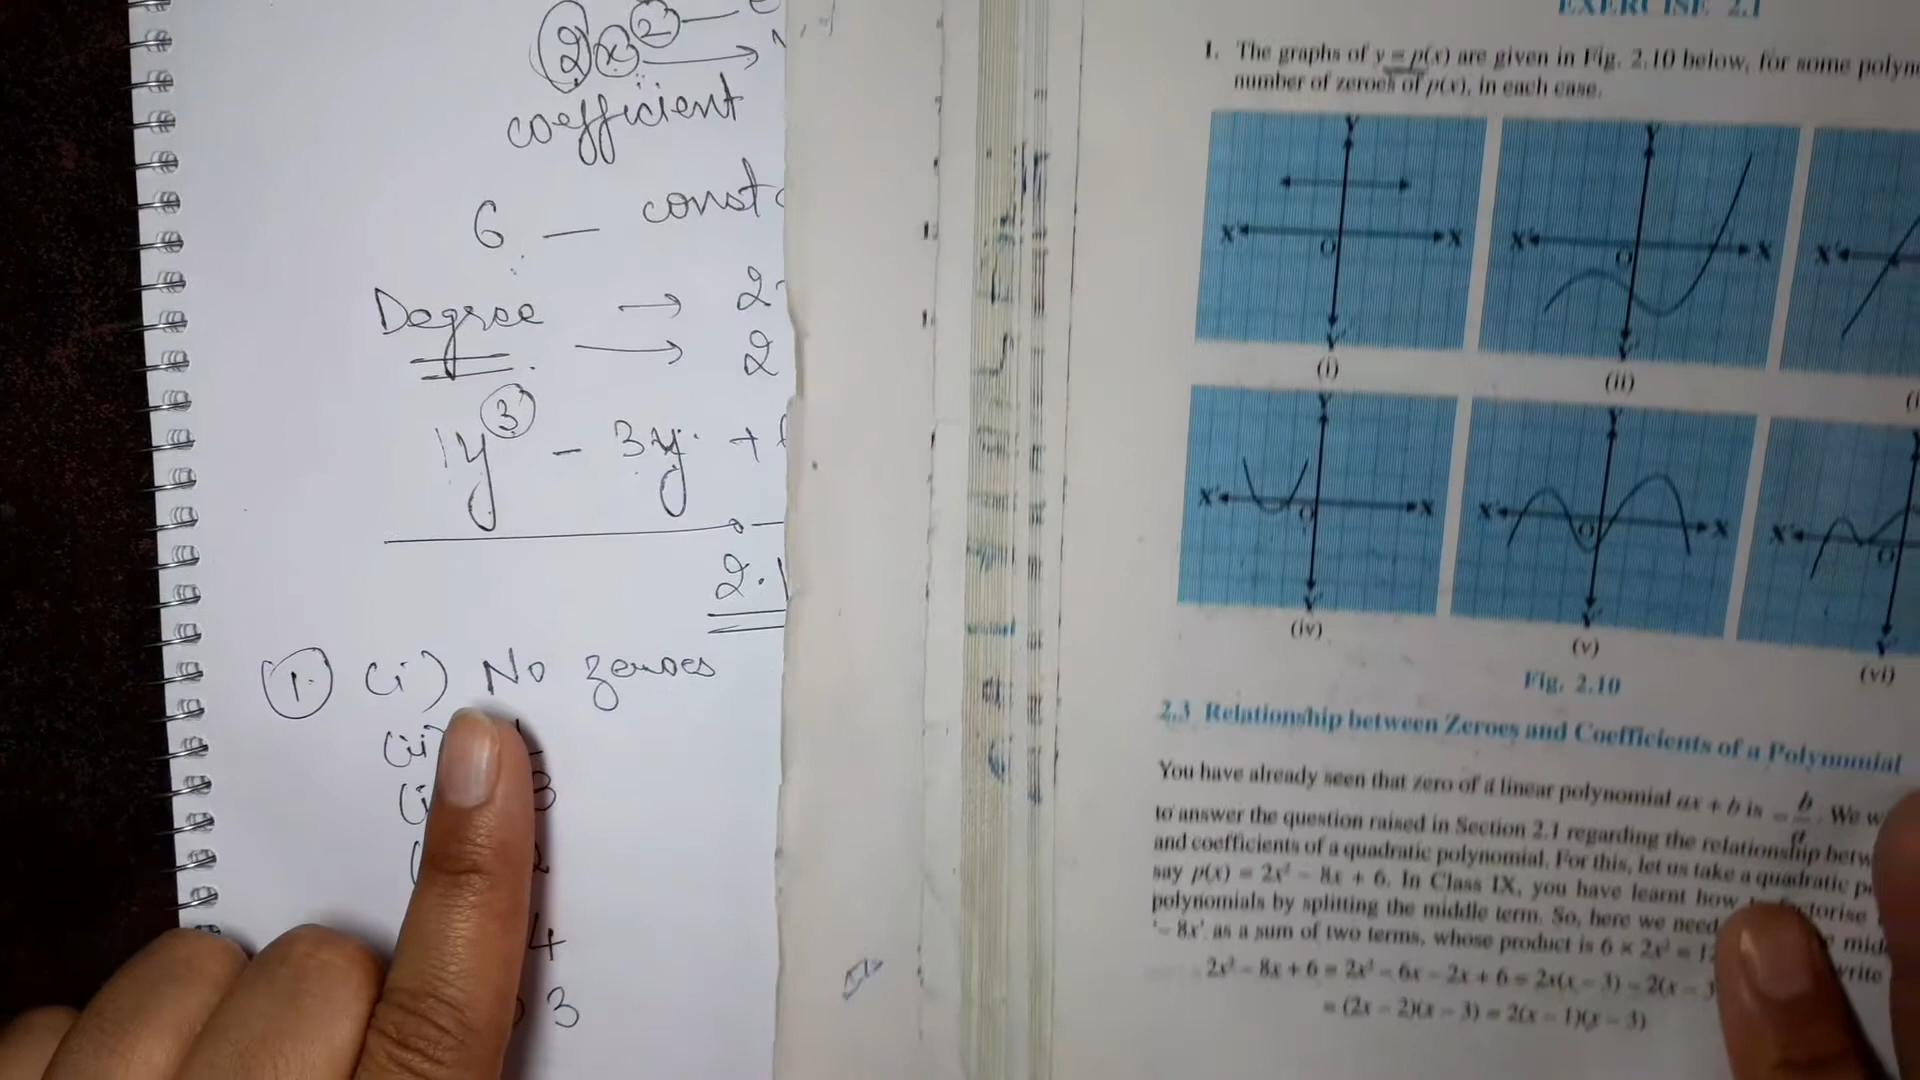 2x²
coefficient
6 — const
Degree → 2
→ 2
1y³ - 3y +
2.1
1. (i) No zeroes
(ii)
3
2
4
3
EXERCISE 2.1
1. The graphs of y = p(x) are given in Fig. 2.10 below, for some
number of zeroes of p(x), in each case.
Y Y
X' O X X' O X X'
Y' Y'
(i) (ii)
Y Y
X' O X X' O X X' O
Y' Y' Y'
(iv) (v) (vi)
Fig. 2.10
2.3 Relationship between Zeroes and Coefficients of a Polynomial
You have already seen that zero of a linear polynomial ax + b is - b/a. We
to answer the question raised in Section 2.1 regarding the relationship
and coefficients of a quadratic polynomial. For this, let us take a quadratic
say p(x) = 2x² - 8x + 6. In Class IX, you have learnt how
polynomials by splitting the middle term. So, here we need
'- 8x' as a sum of two terms, whose product is 6 × 2x² =
2x² - 8x + 6 = 2x² - 6x - 2x + 6 = 2x(x - 3) - 2(x - 3
= (2x - 2)(x - 3) = 2(x - 1)(x - 3)